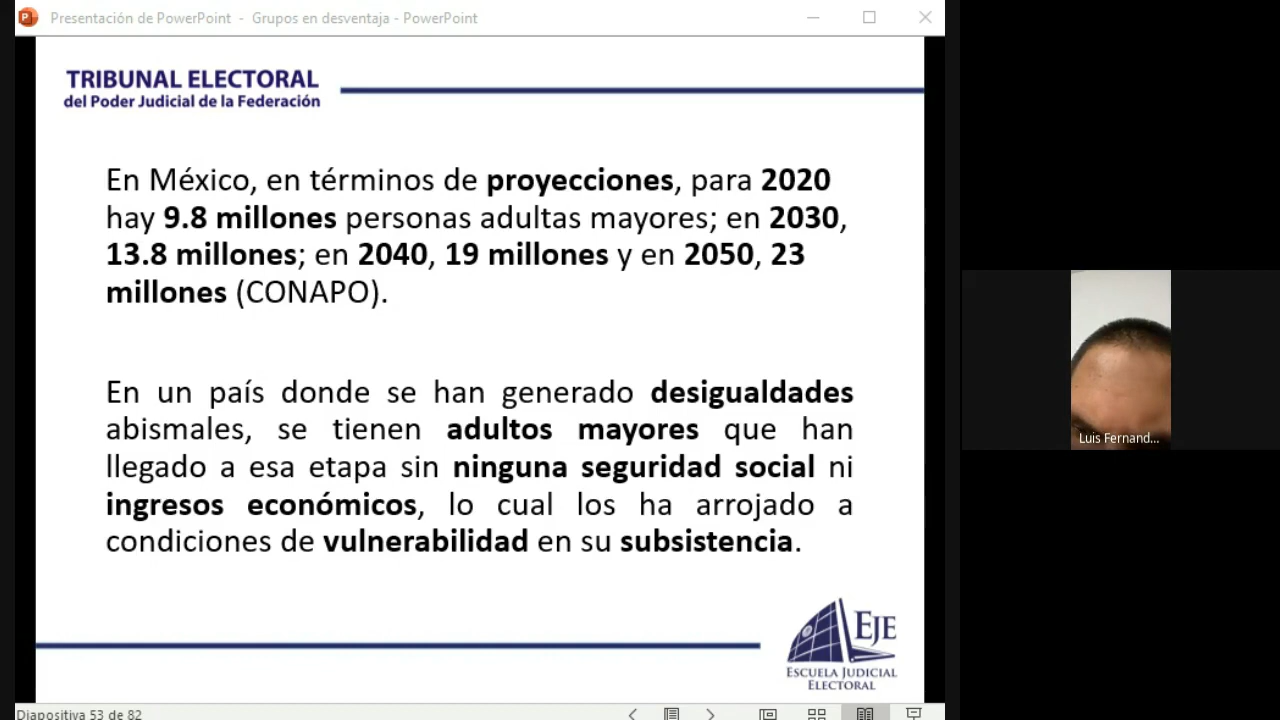 Presentación de PowerPoint - Grupos en desventaja - PowerPoint
TRIBUNAL ELECTORAL
del Poder Judicial de la Federación
En México, en términos de proyecciones, para 2020
hay 9.8 millones personas adultas mayores; en 2030,
13.8 millones; en 2040, 19 millones y en 2050, 23
millones (CONAPO).
En un país donde se han generado desigualdades
abismales, se tienen adultos mayores que han
llegado a esa etapa sin ninguna seguridad social ni
ingresos económicos, lo cual los ha arrojado a
condiciones de vulnerabilidad en su subsistencia.
EJE
ESCUELA JUDICIAL
ELECTORAL
Diapositiva 53 de 82
Luis Fernand...